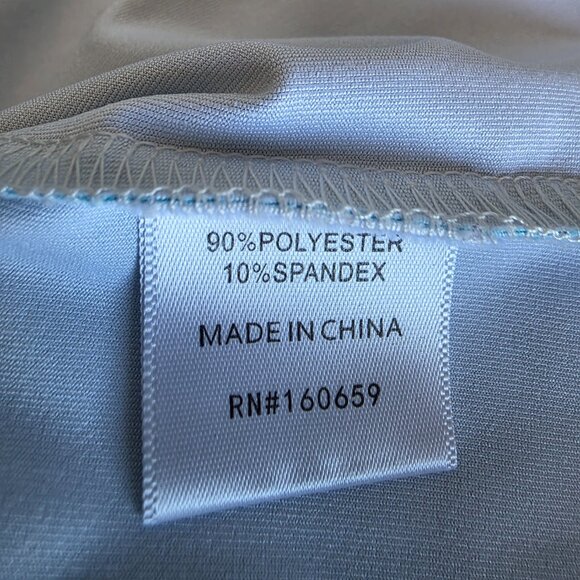 90%POLYESTER
10%SPANDEX
MADE IN CHINA
RN#160659